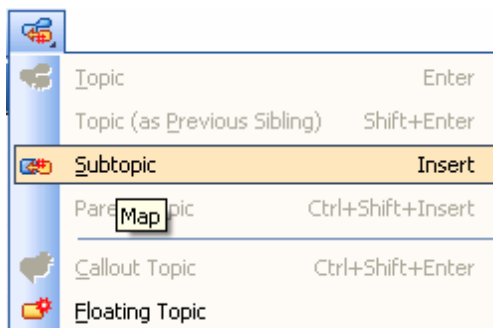 Topic Enter
Topic (as Previous Sibling) Shift+Enter
Subtopic Insert
Pare pic Ctrl+Shift+Insert
Map
Callout Topic Ctrl+Shift+Enter
Floating Topic